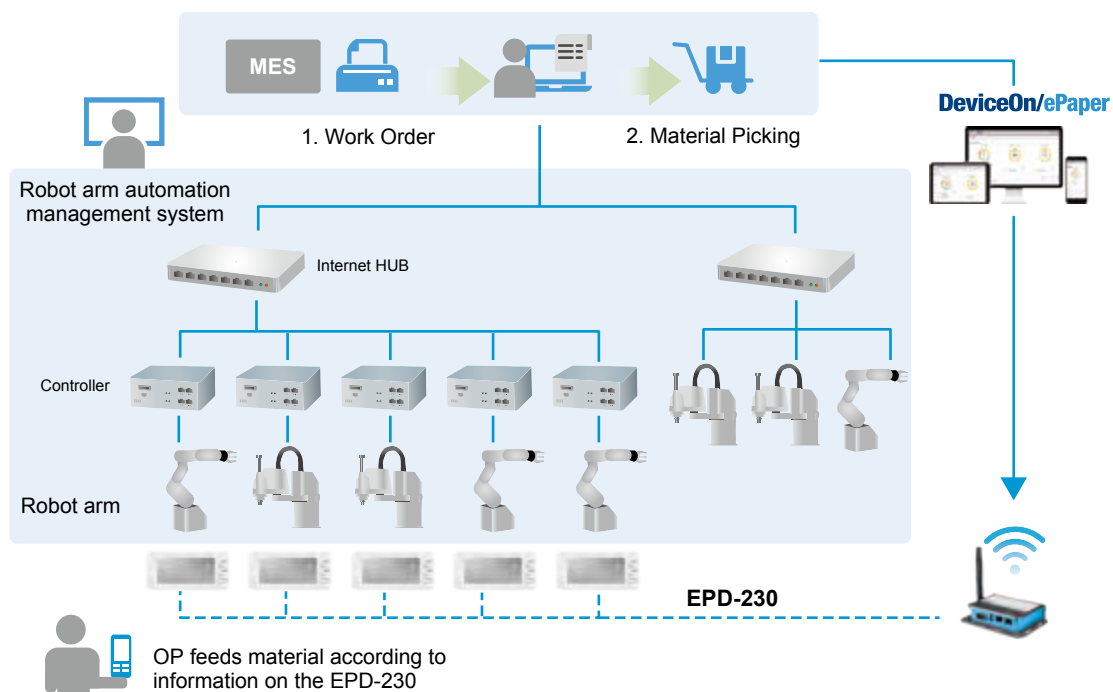 MES
1. Work Order
2. Material Picking
DeviceOn/ePaper
Robot arm automation
management system
Internet HUB
Controller
Robot arm
EPD-230
OP feeds material according to
information on the EPD-230